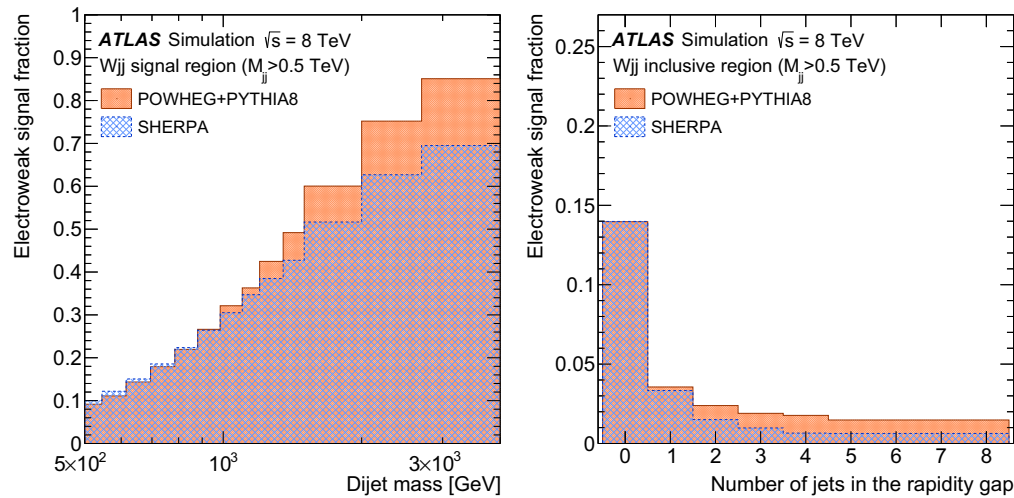 ATLAS Simulation √s = 8 TeV
Wjj signal region (M_jj>0.5 TeV)
POWHEG+PYTHIA8
SHERPA
Electroweak signal fraction
1
0.9
0.8
0.7
0.6
0.5
0.4
0.3
0.2
0.1
0
5×10²
10³
3×10³
Dijet mass [GeV]
ATLAS Simulation √s = 8 TeV
Wjj inclusive region (M_jj>0.5 TeV)
POWHEG+PYTHIA8
SHERPA
Electroweak signal fraction
0.25
0.2
0.15
0.1
0.05
0
0 1 2 3 4 5 6 7 8
Number of jets in the rapidity gap